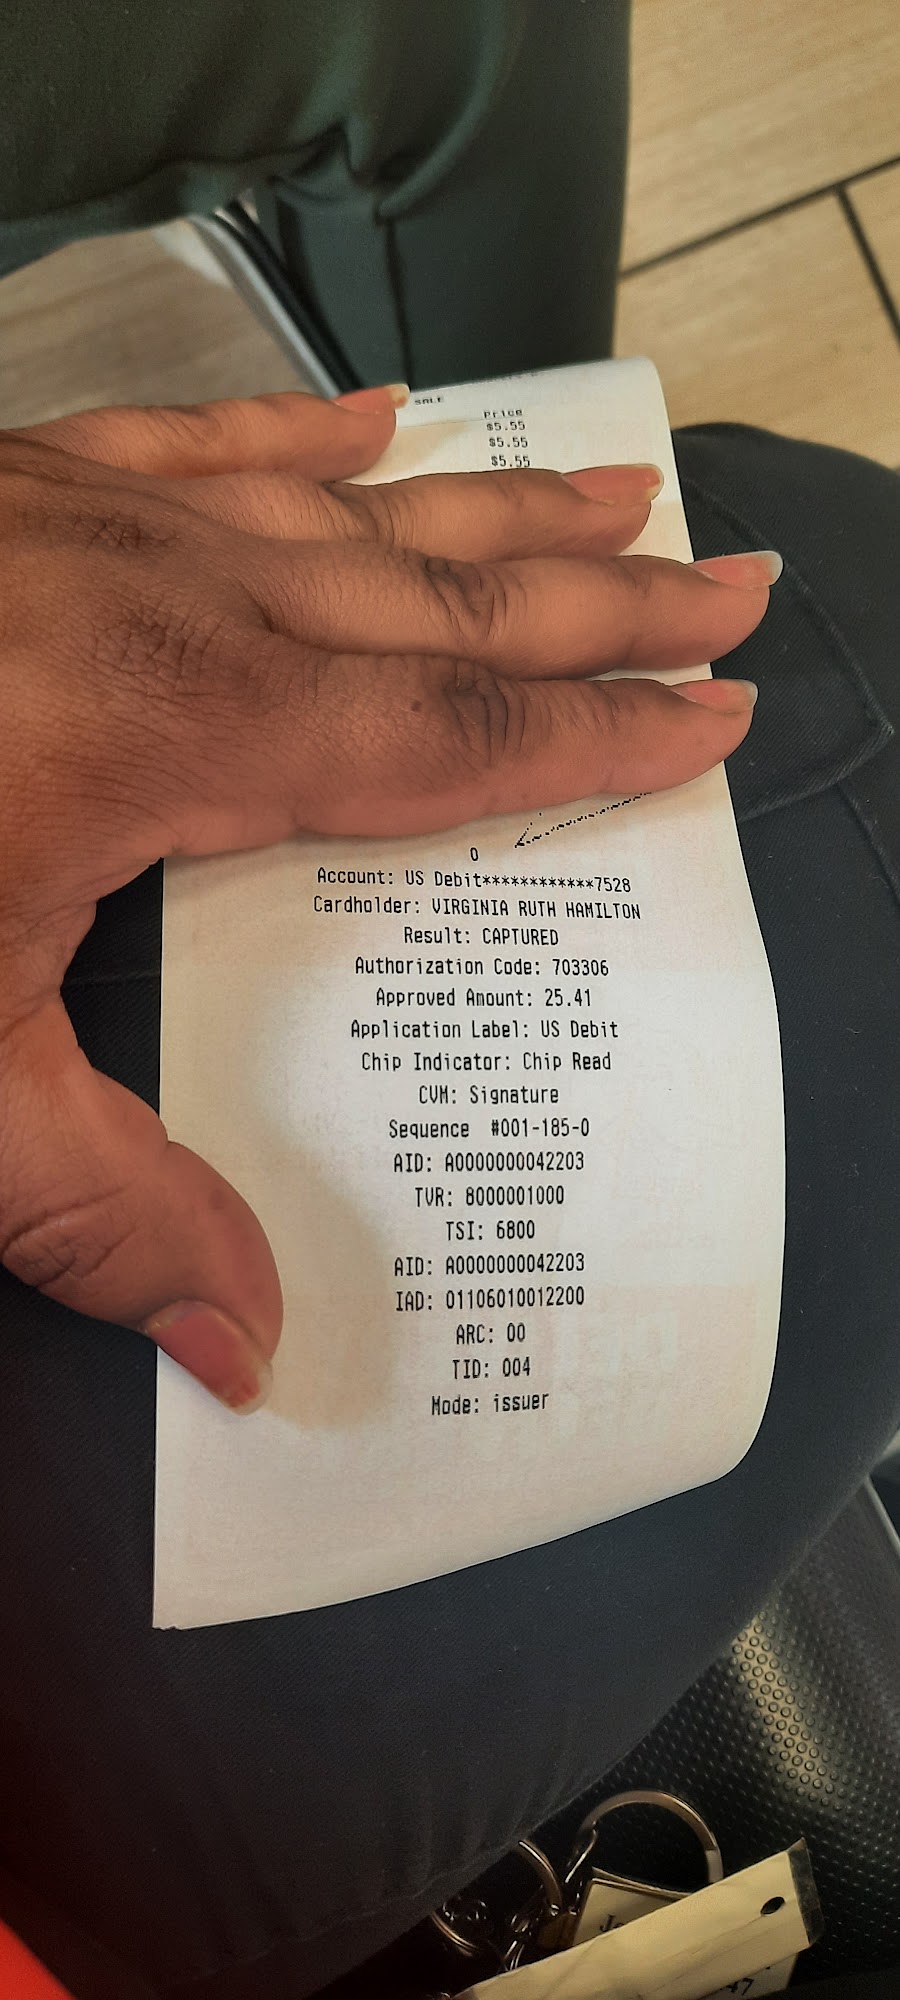 SALE
Price
$5.55
$5.55
$5.55
0
Account: US Debit************7528
Cardholder: VIRGINIA RUTH HAMILTON
Result: CAPTURED
Authorization Code: 703306
Approved Amount: 25.41
Application Label: US Debit
Chip Indicator: Chip Read
CVM: Signature
Sequence #001-185-0
AID: A0000000042203
TVR: 8000001000
TSI: 6800
AID: A0000000042203
IAD: 01106010012200
ARC: 00
TID: 004
Mode: issuer